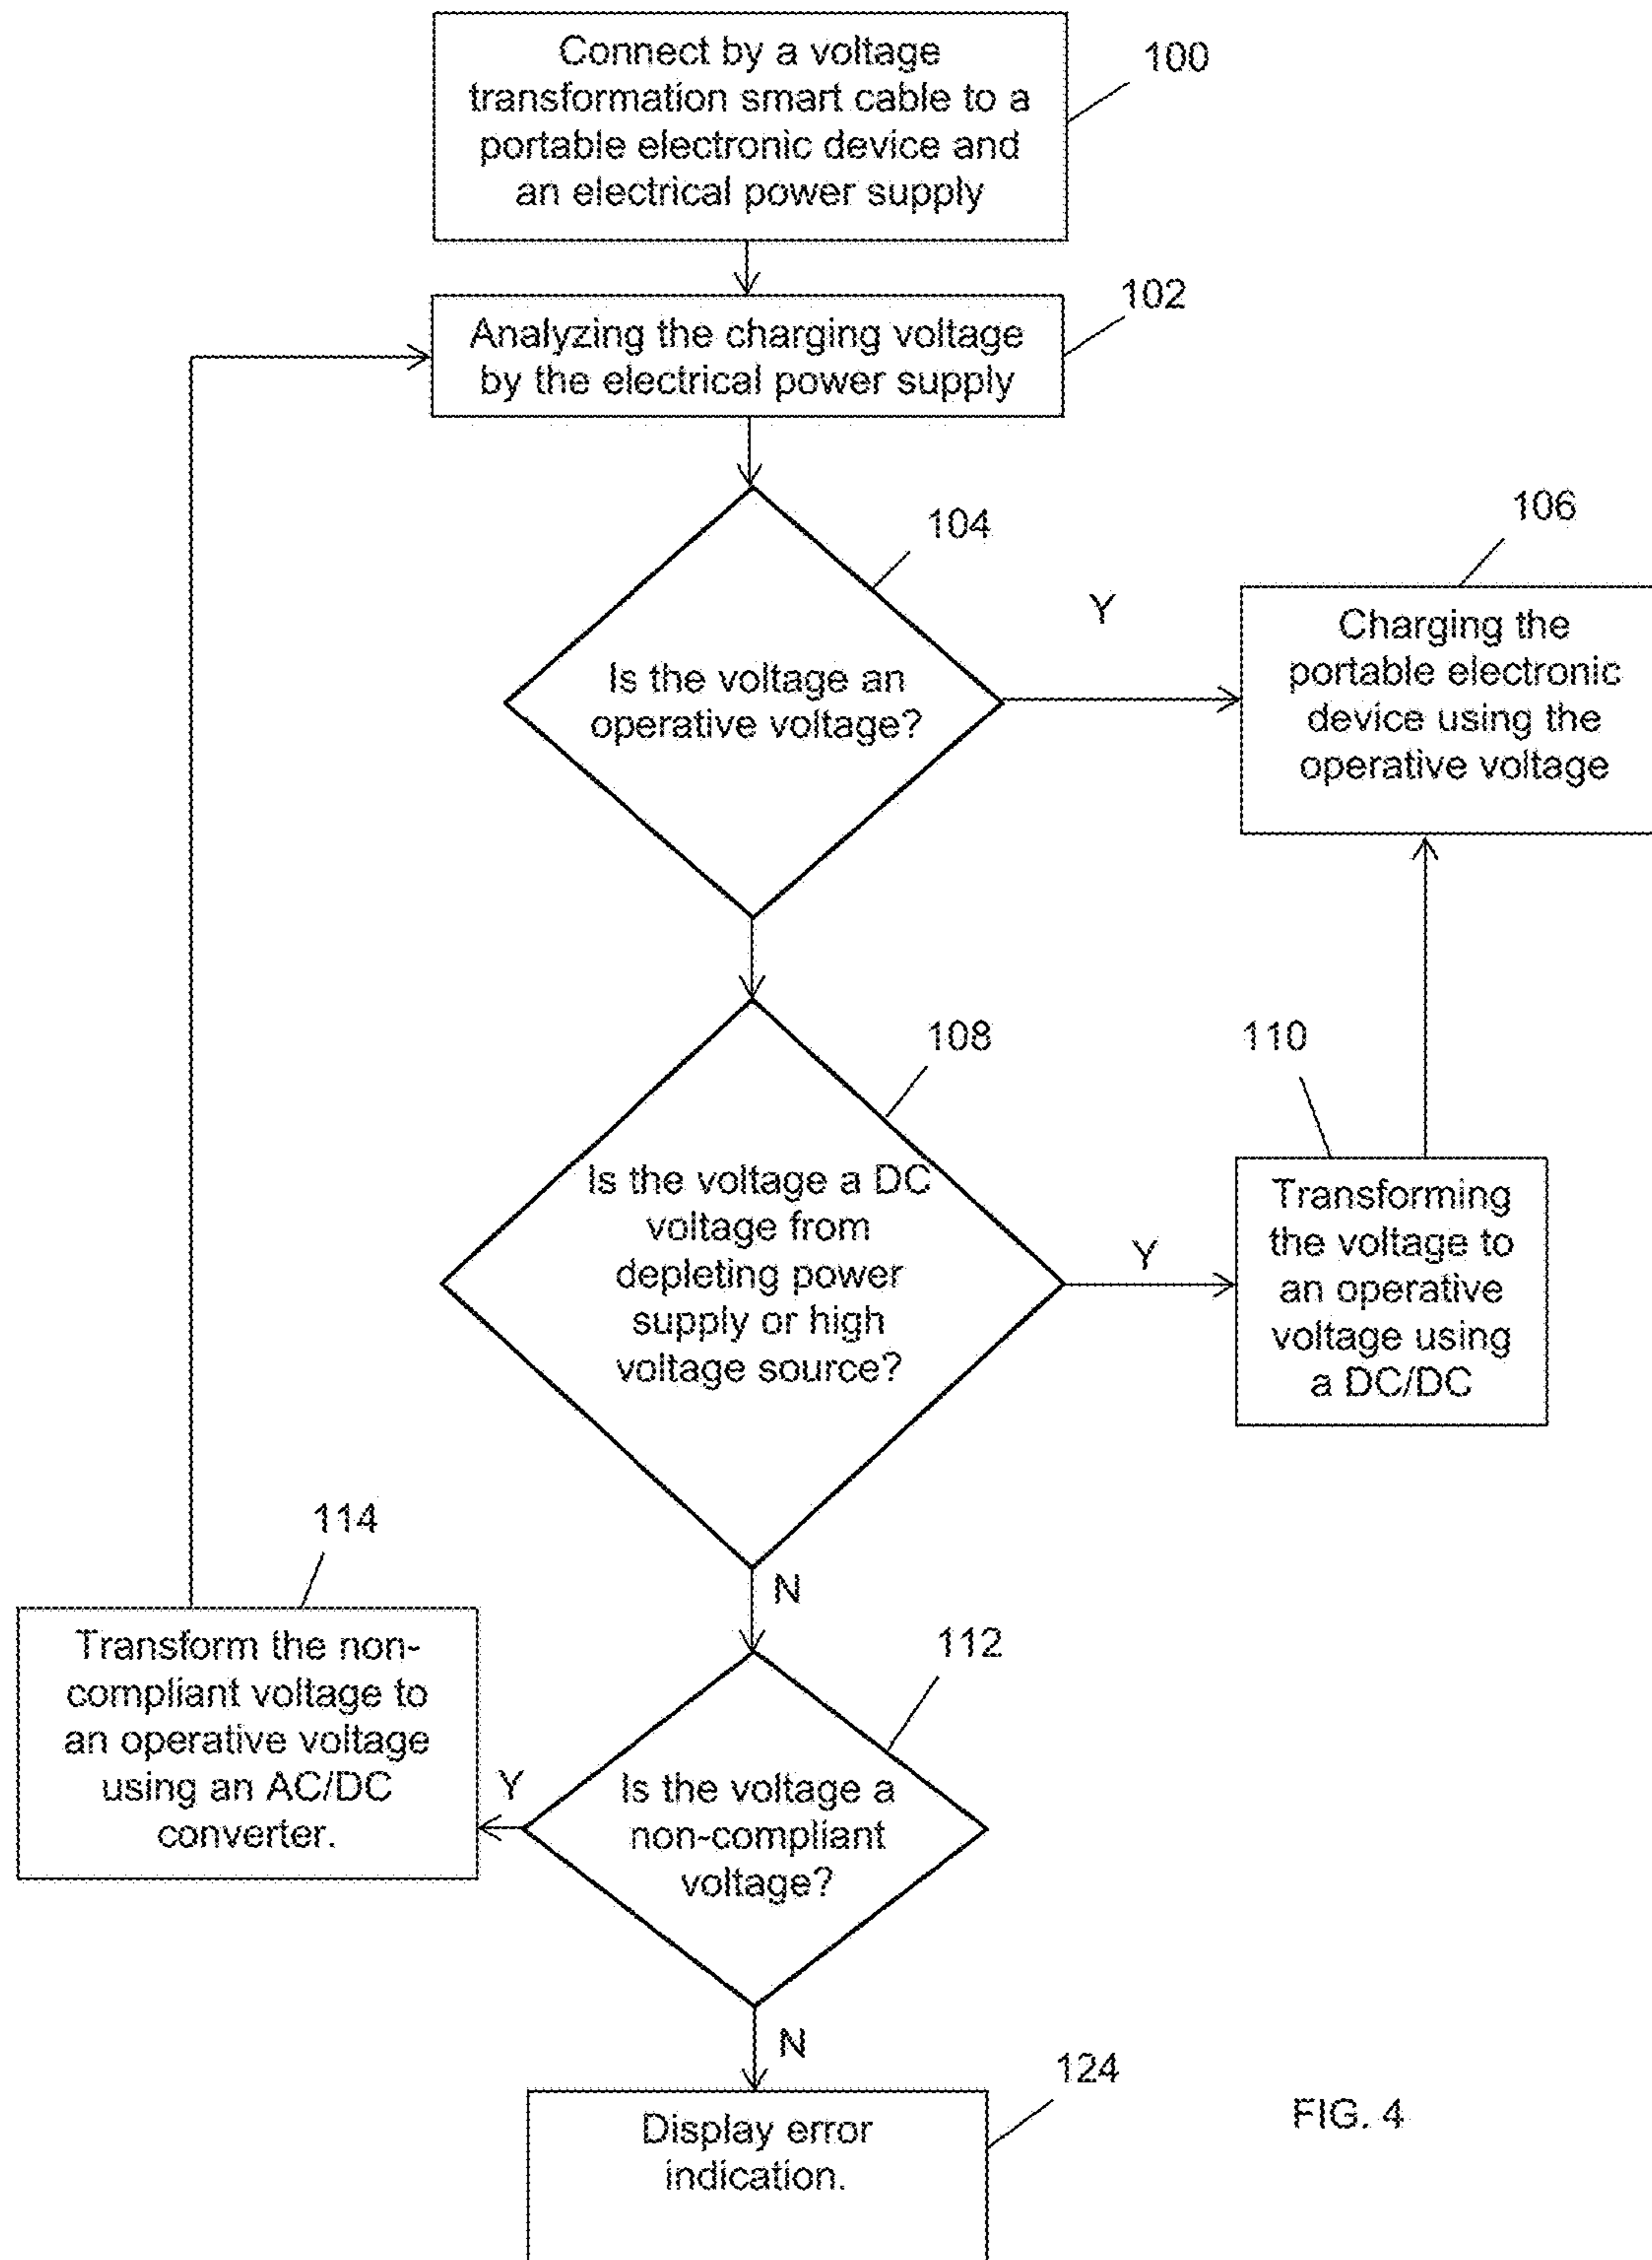 Connect by a voltage
transformation smart cable to a
portable electronic device and
an electrical power supply
100
Analyzing the charging voltage
by the electrical power supply
102
Is the voltage an
operative voltage?
104
Y
Charging the
portable electronic
device using the
operative voltage
106
Is the voltage a DC
voltage from
depleting power
supply or high
voltage source?
108
Y
Transforming
the voltage to
an operative
voltage using
a DC/DC
110
N
Is the voltage a
non-compliant
voltage?
112
Y
Transform the non-
compliant voltage to
an operative voltage
using an AC/DC
converter.
114
N
Display error
indication.
124
FIG. 4